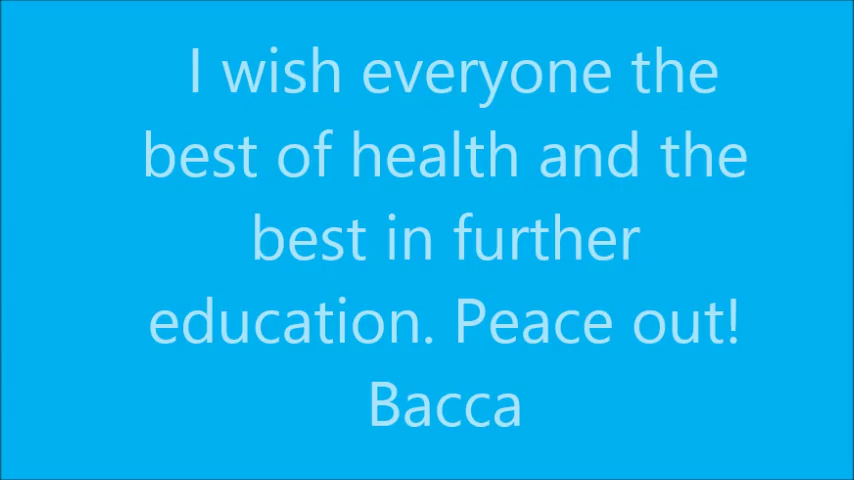 I wish everyone the
best of health and the
best in further
education. Peace out!
Bacca